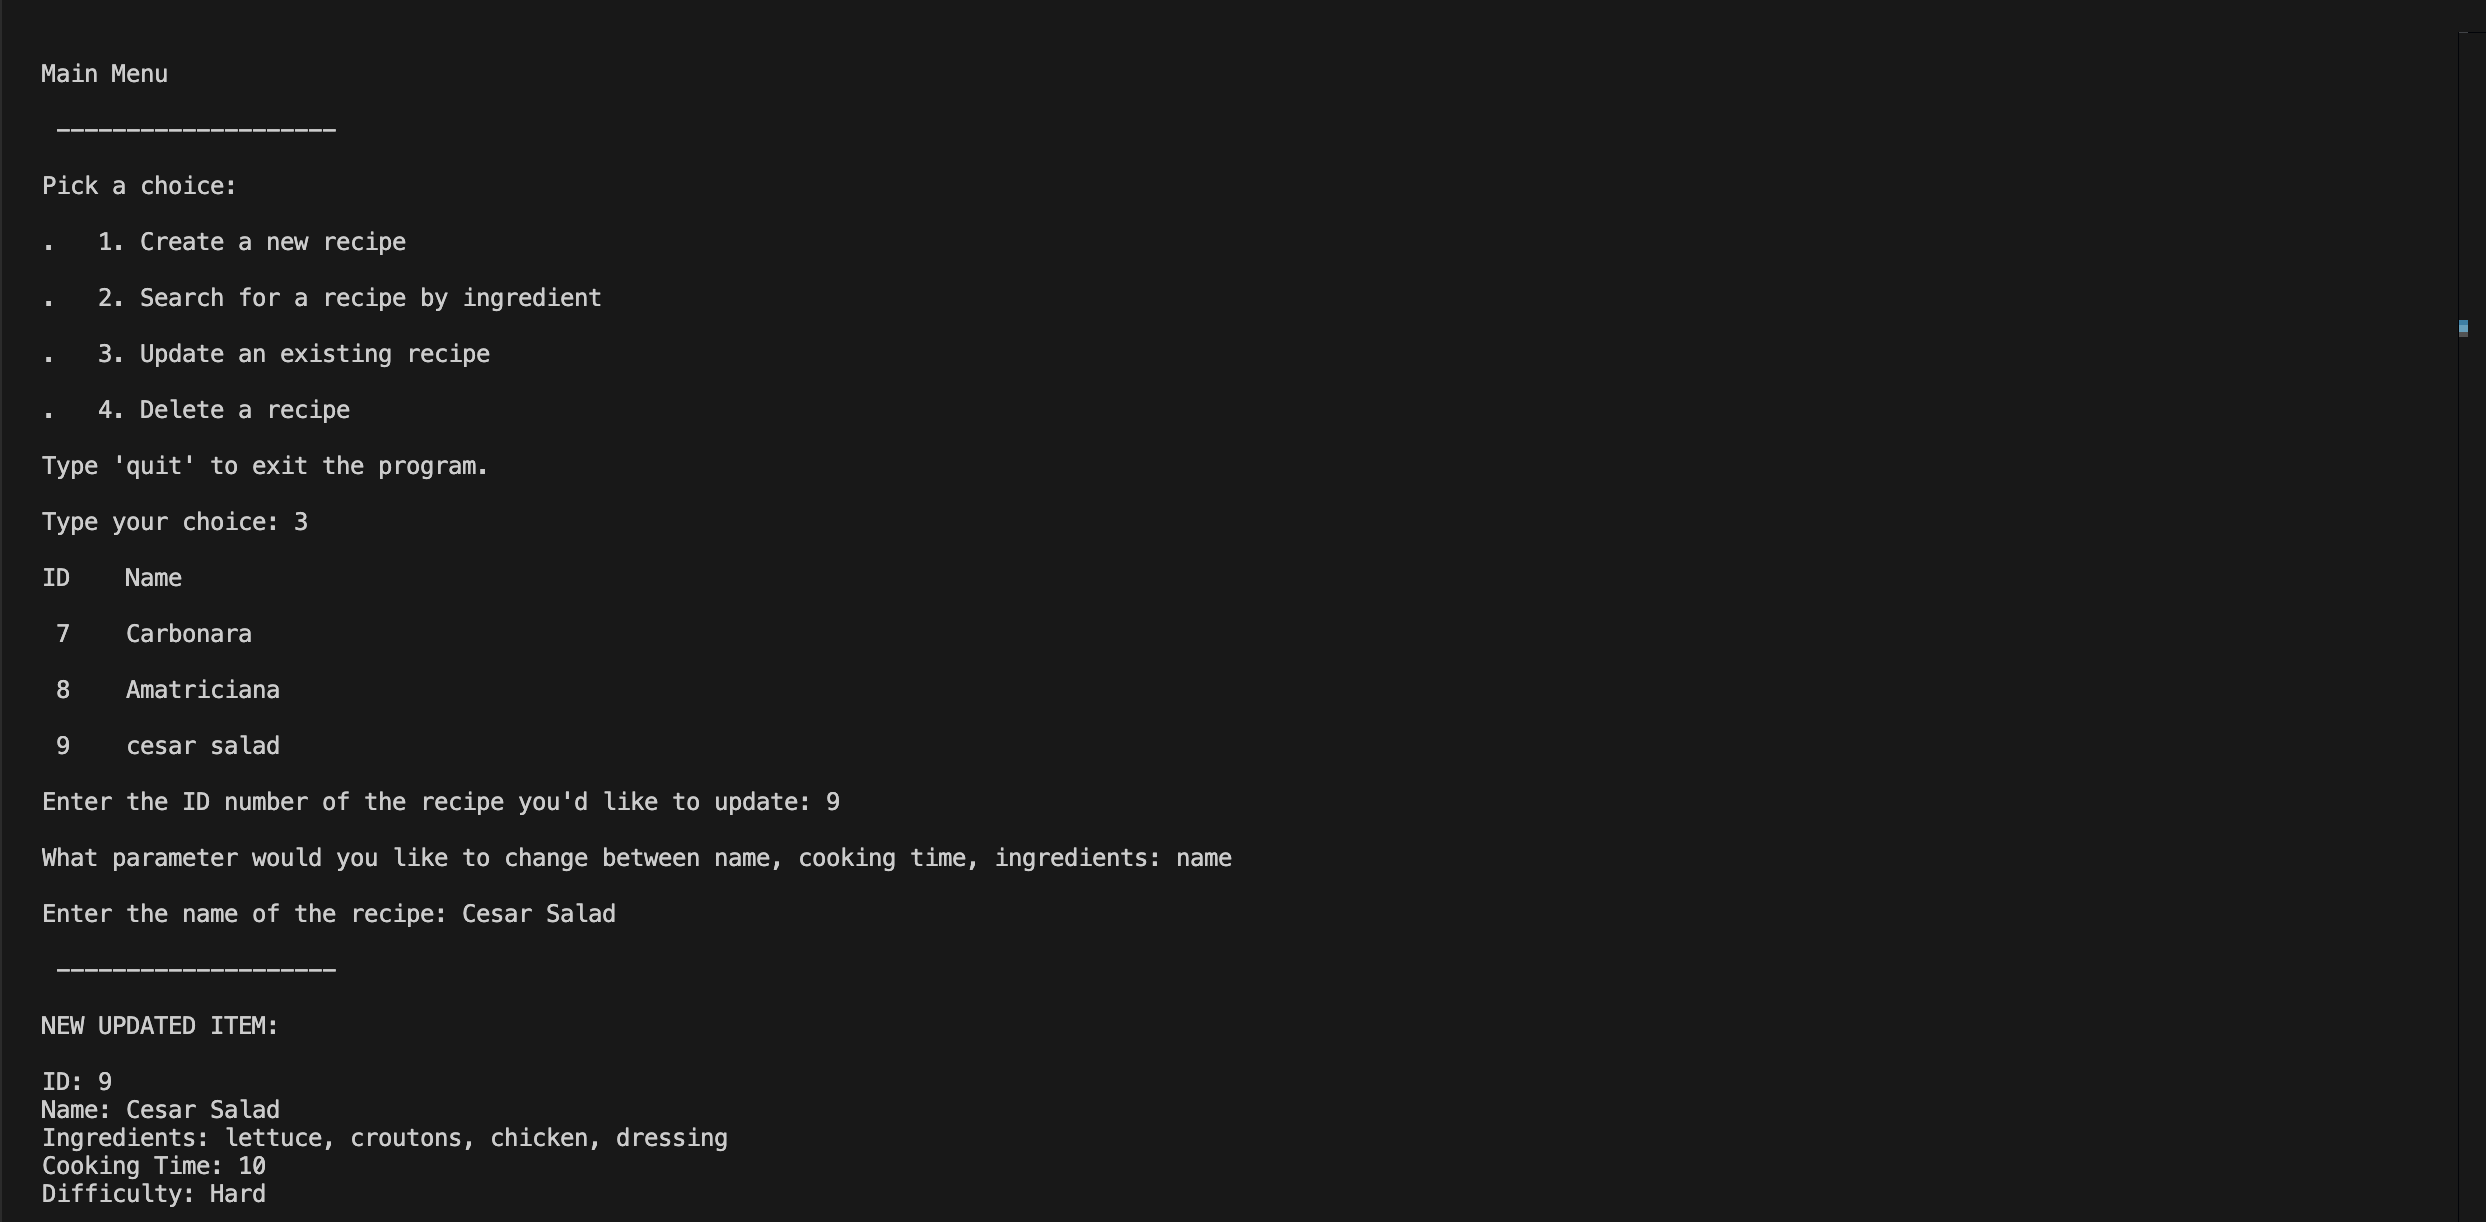 Main Menu
--------------------
Pick a choice:
.   1. Create a new recipe
.   2. Search for a recipe by ingredient
.   3. Update an existing recipe
.   4. Delete a recipe
Type 'quit' to exit the program.
Type your choice: 3
ID    Name
7    Carbonara
8    Amatriciana
9    cesar salad
Enter the ID number of the recipe you'd like to update: 9
What parameter would you like to change between name, cooking time, ingredients: name
Enter the name of the recipe: Cesar Salad
--------------------
NEW UPDATED ITEM:
ID: 9
Name: Cesar Salad
Ingredients: lettuce, croutons, chicken, dressing
Cooking Time: 10
Difficulty: Hard